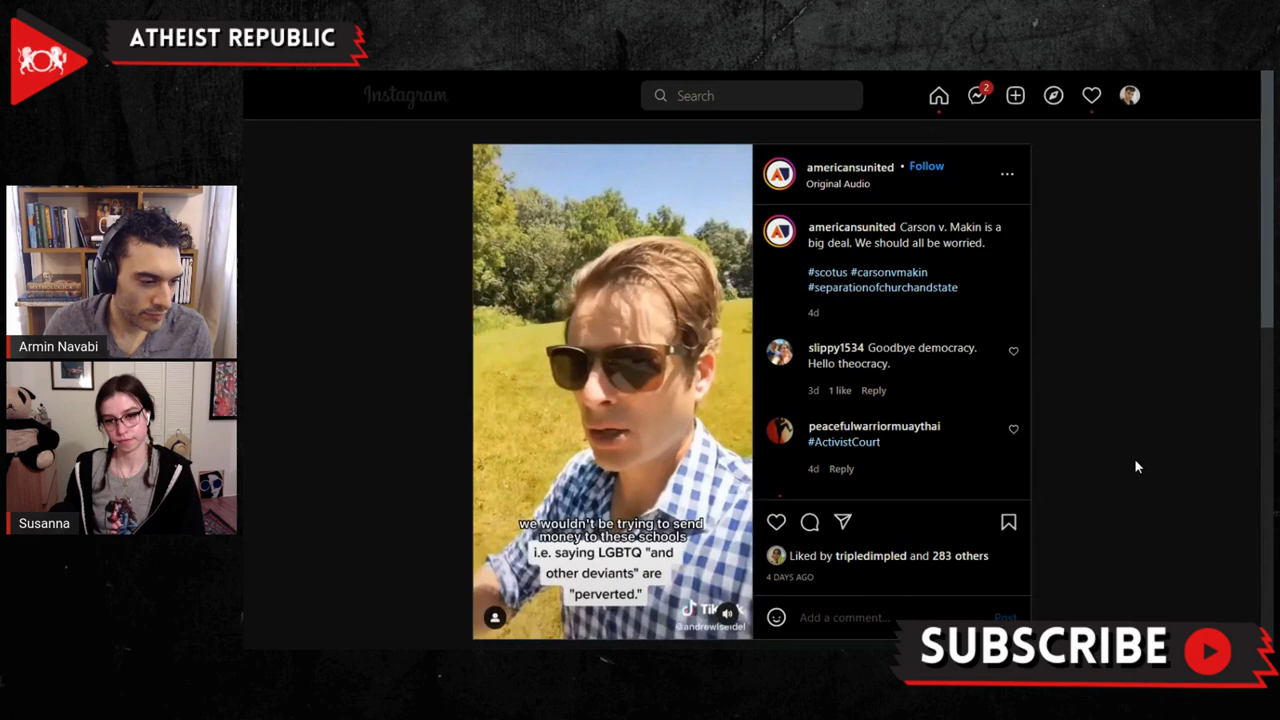 ATHEIST REPUBLIC
Instagram
Search
2
americansunited • Follow
Original Audio
americansunited Carson v. Makin is a
big deal. We should all be worried.
#scotus #carsonvmakin
#separationofchurchandstate
4d
slippy1534 Goodbye democracy.
Hello theocracy.
3d 1 like Reply
peacefulwarriormuaythai
#ActivistCourt
4d Reply
Liked by tripledimpled and 283 others
4 DAYS AGO
Add a comment...
Post
we wouldn't be trying to send
money to these schools
i.e. saying LGBTQ "and
other deviants" are
"perverted."
@andrewlseidel
Armin Navabi
Susanna
SUBSCRIBE